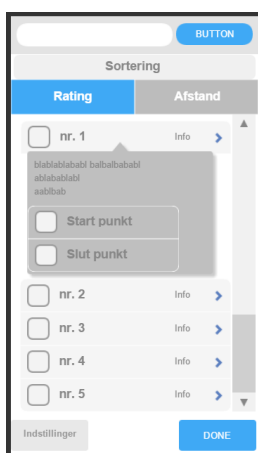 BUTTON
Sortering
Rating Afstand
nr. 1 Info
blablablababl balbalbababl
ablabablabl
aablbab
Start punkt
Slut punkt
nr. 2 Info
nr. 3 Info
nr. 4 Info
nr. 5 Info
Indstillinger DONE